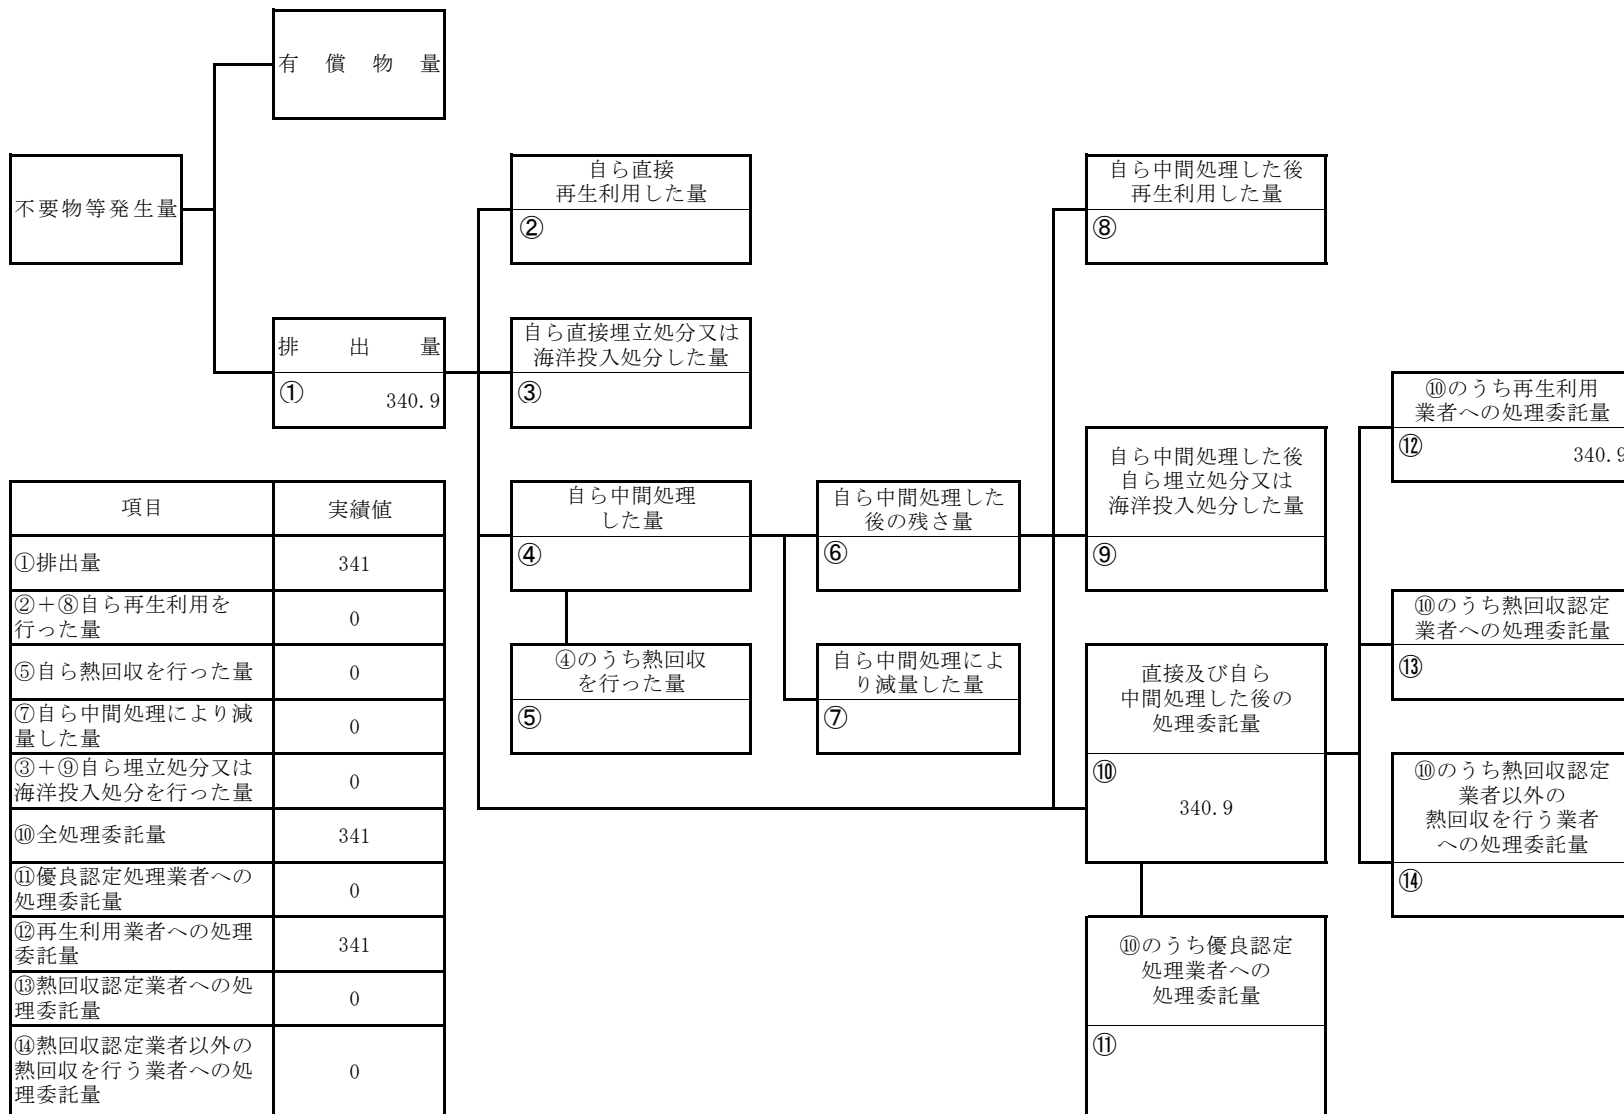 有償物量
不要物等発生量
自ら直接
再生利用した量
②
自ら中間処理した後
再生利用した量
⑧
排出量
①
340.9
自ら直接埋立処分又は
海洋投入処分した量
③
⑩のうち再生利用
業者への処理委託量
⑫
340.9
自ら中間処理
した量
④
自ら中間処理した
後の残さ量
⑥
自ら中間処理した後
自ら埋立処分又は
海洋投入処分した量
⑨
⑩のうち熱回収認定
業者への処理委託量
⑬
④のうち熱回収
を行った量
⑤
自ら中間処理によ
り減量した量
⑦
直接及び自ら
中間処理した後の
処理委託量
⑩
340.9
⑩のうち熱回収認定
業者以外の
熱回収を行う業者
への処理委託量
⑭
⑩のうち優良認定
処理業者への
処理委託量
⑪
項目 実績値
①排出量 341
②+⑧自ら再生利用を
行った量 0
⑤自ら熱回収を行った量 0
⑦自ら中間処理により減
量した量 0
③+⑨自ら埋立処分又は
海洋投入処分を行った量 0
⑩全処理委託量 341
⑪優良認定処理業者への
処理委託量 0
⑫再生利用業者への処理
委託量 341
⑬熱回収認定業者への処
理委託量 0
⑭熱回収認定業者以外の
熱回収を行う業者への処
理委託量 0